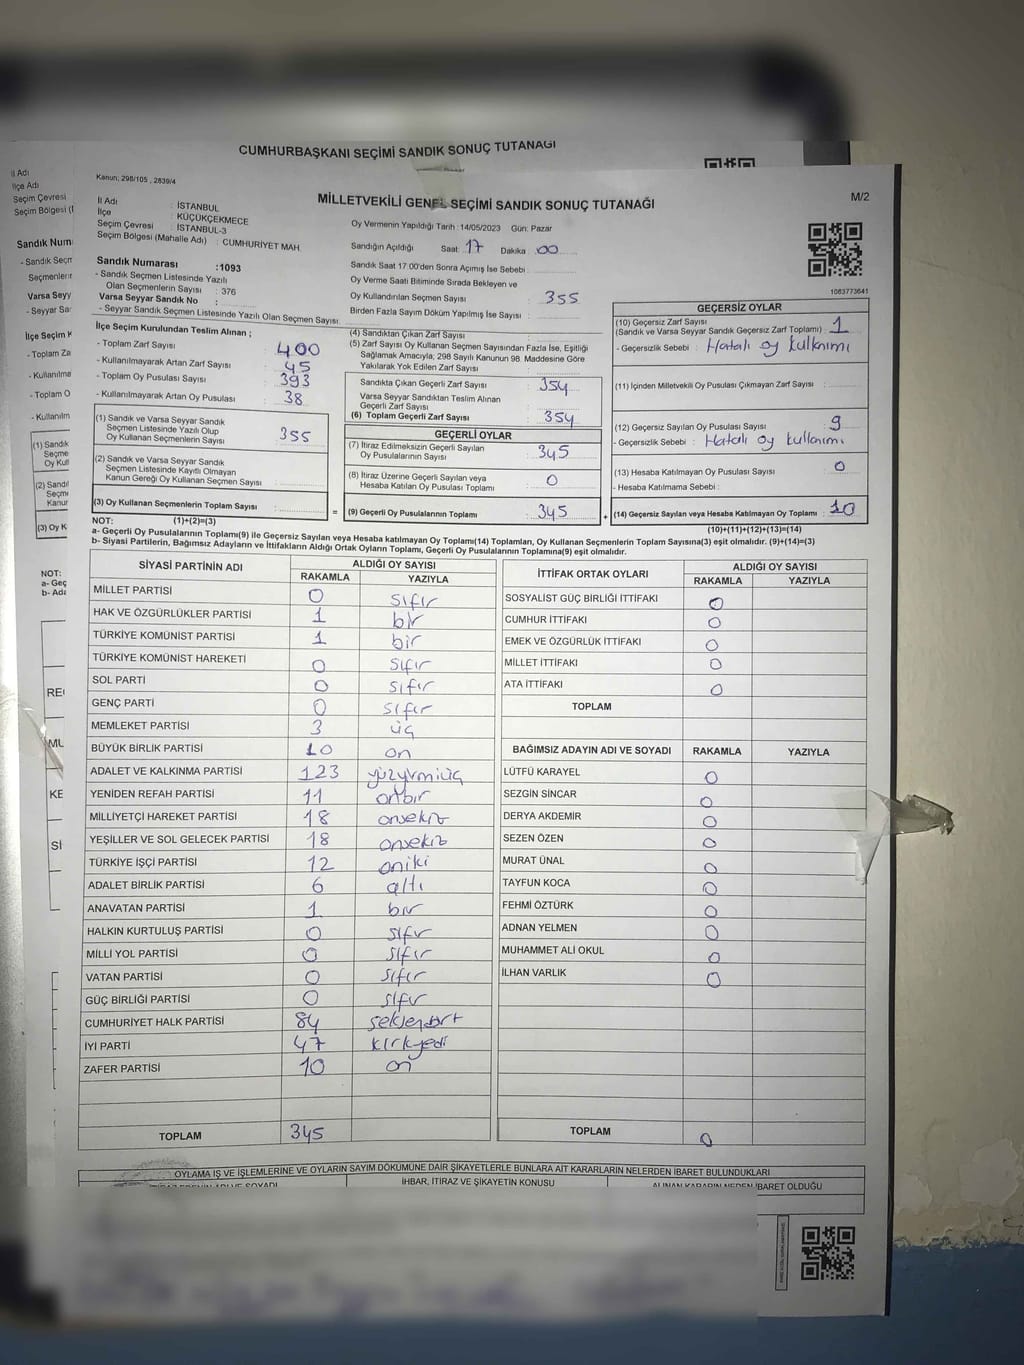 CUMHURBAŞKANI SEÇİMİ SANDIK SONUÇ TUTANAĞI
İl Adı
İlçe Adı
Seçim Çevresi
Seçim Bölgesi (
Sandık Num
- Sandık Seçm
Seçmenlerin
Varsa Seyy
- Seyyar Sa
İlçe Seçim K
- Toplam Za
- Kullanılma
- Toplam O
- Kullanılm
(1) Sandık
Seçme
Oy Kull
(2) Sandı
Seçm
Kanur
(3) Oy K
NOT:
a- Geç
b- Ada
Kanun; 298/105 , 2839/4
MİLLETVEKİLİ GENEL SEÇİMİ SANDIK SONUÇ TUTANAĞI
M/2
İl Adı : İSTANBUL
İlçe : KÜÇÜKÇEKMECE
Seçim Çevresi : İSTANBUL-3
Seçim Bölgesi (Mahalle Adı) : CUMHURİYET MAH.
Sandık Numarası :1093
- Sandık Seçmen Listesinde Yazılı
Olan Seçmenlerin Sayısı : 376
Varsa Seyyar Sandık No :
- Seyyar Sandık Seçmen Listesinde Yazılı Olan Seçmen Sayısı:
Oy Vermenin Yapıldığı Tarih :14/05/2023 Gün: Pazar
Sandığın Açıldığı Saat: 17 Dakika : 00
Sandık Saat 17.00'den Sonra Açılmış İse Sebebi :
Oy Verme Saati Bitiminde Sırada Bekleyen ve
Oy Kullandırılan Seçmen Sayısı : 355
Birden Fazla Sayım Döküm Yapılmış İse Sayısı :
1083773641
İlçe Seçim Kurulundan Teslim Alınan ;
- Toplam Zarf Sayısı : 400
- Kullanılmayarak Artan Zarf Sayısı : 45
- Toplam Oy Pusulası Sayısı : 393
- Kullanılmayarak Artan Oy Pusulası : 38
(1) Sandık ve Varsa Seyyar Sandık
Seçmen Listesinde Yazılı Olup
Oy Kullanan Seçmenlerin Sayısı : 355
(2) Sandık ve Varsa Seyyar Sandık
Seçmen Listesinde Kayıtlı Olmayan
Kanun Gereği Oy Kullanan Seçmen Sayısı :
(3) Oy Kullanan Seçmenlerin Toplam Sayısı :
(4) Sandıktan Çıkan Zarf Sayısı :
(5) Zarf Sayısı Oy Kullanan Seçmen Sayısından Fazla İse, Eşitliği
Sağlamak Amacıyla; 298 Sayılı Kanunun 98. Maddesine Göre
Yakılarak Yok Edilen Zarf Sayısı :
Sandıkta Çıkan Geçerli Zarf Sayısı : 354
Varsa Seyyar Sandıktan Teslim Alınan
Geçerli Zarf Sayısı :
(6) Toplam Geçerli Zarf Sayısı : 354
GEÇERLİ OYLAR
(7) İtiraz Edilmeksizin Geçerli Sayılan
Oy Pusulalarının Sayısı : 345
(8) İtiraz Üzerine Geçerli Sayılan veya
Hesaba Katılan Oy Pusulası Toplamı : 0
= (9) Geçerli Oy Pusulalarının Toplamı : 345 +
GEÇERSİZ OYLAR
(10) Geçersiz Zarf Sayısı
(Sandık ve Varsa Seyyar Sandık Geçersiz Zarf Toplamı) : 1
- Geçersizlik Sebebi : Hatalı oy kullnımı
(11) İçinden Milletvekili Oy Pusulası Çıkmayan Zarf Sayısı :
(12) Geçersiz Sayılan Oy Pusulası Sayısı : 9
- Geçersizlik Sebebi : Hatalı oy kullanımı
(13) Hesaba Katılmayan Oy Pusulası Sayısı : 0
- Hesaba Katılmama Sebebi :
(14) Geçersiz Sayılan veya Hesaba Katılmayan Oy Toplamı : 10
NOT: (1)+(2)=(3) (10)+(11)+(12)+(13)=(14)
a- Geçerli Oy Pusulalarının Toplamı(9) ile Geçersiz Sayılan veya Hesaba katılmayan Oy Toplamı(14) Toplamları, Oy Kullanan Seçmenlerin Toplam Sayısına(3) eşit olmalıdır. (9)+(14)=(3)
b- Siyasi Partilerin, Bağımsız Adayların ve İttifakların Aldığı Ortak Oyların Toplamı, Geçerli Oy Pusulalarının Toplamına(9) eşit olmalıdır.
SİYASİ PARTİNİN ADI ALDIĞI OY SAYISI
RAKAMLA YAZIYLA
MİLLET PARTİSİ 0 sıfır
HAK VE ÖZGÜRLÜKLER PARTİSİ 1 bir
TÜRKİYE KOMÜNİST PARTİSİ 1 bir
TÜRKİYE KOMÜNİST HAREKETİ 0 sıfır
SOL PARTİ 0 sıfır
GENÇ PARTİ 0 sıfır
MEMLEKET PARTİSİ 3 üç
BÜYÜK BİRLİK PARTİSİ 10 on
ADALET VE KALKINMA PARTİSİ 123 yüzyirmiüç
YENİDEN REFAH PARTİSİ 11 onbir
MİLLİYETÇİ HAREKET PARTİSİ 18 onsekiz
YEŞİLLER VE SOL GELECEK PARTİSİ 18 onsekiz
TÜRKİYE İŞÇİ PARTİSİ 12 oniki
ADALET BİRLİK PARTİSİ 6 altı
ANAVATAN PARTİSİ 1 bir
HALKIN KURTULUŞ PARTİSİ 0 sıfır
MİLLİ YOL PARTİSİ 0 sıfır
VATAN PARTİSİ 0 sıfır
GÜÇ BİRLİĞİ PARTİSİ 0 sıfır
CUMHURİYET HALK PARTİSİ 84
İYİ PARTİ 47 kırkyedi
ZAFER PARTİSİ 10 on
TOPLAM 345
İTTİFAK ORTAK OYLARI ALDIĞI OY SAYISI
RAKAMLA YAZIYLA
SOSYALİST GÜÇ BİRLİĞİ İTTİFAKI 0
CUMHUR İTTİFAKI 0
EMEK VE ÖZGÜRLÜK İTTİFAKI 0
MİLLET İTTİFAKI 0
ATA İTTİFAKI 0
TOPLAM
BAĞIMSIZ ADAYIN ADI VE SOYADI RAKAMLA YAZIYLA
LÜTFÜ KARAYEL 0
SEZGİN SİNCAR 0
DERYA AKDEMİR 0
SEZEN ÖZEN 0
MURAT ÜNAL 0
TAYFUN KOCA 0
FEHMİ ÖZTÜRK 0
ADNAN YELMEN 0
MUHAMMET ALİ OKUL 0
İLHAN VARLIK 0
TOPLAM 0
OYLAMA İŞ VE İŞLEMLERİNE VE OYLARIN SAYIM DÖKÜMÜNE DAİR ŞİKAYETLERLE BUNLARA AİT KARARLARIN NELERDEN İBARET BULUNDUKLARI
İTİRAZ EDENİN ADI VE SOYADI İHBAR, İTİRAZ VE ŞİKAYETİN KONUSU ALINAN KARARIN NEDEN İBARET OLDUĞU